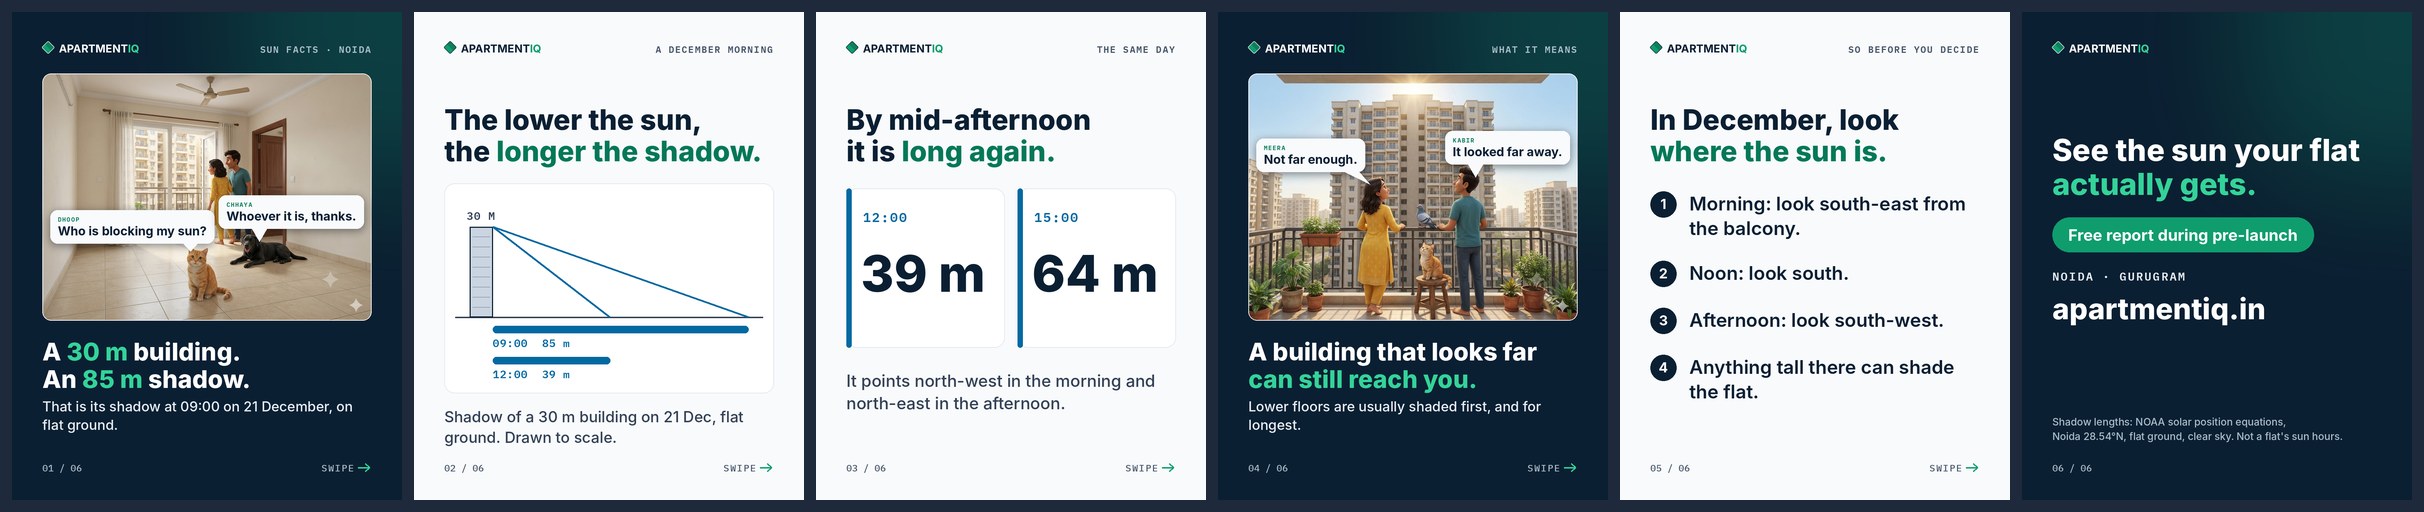 APARTMENTIQ
SUN FACTS · NOIDA
DHOOP
Who is blocking my sun?
CHHAYA
Whoever it is, thanks.
A 30 m building.
An 85 m shadow.
That is its shadow at 09:00 on 21 December, on
flat ground.
01 / 06
SWIPE →
APARTMENTIQ
A DECEMBER MORNING
The lower the sun,
the longer the shadow.
30 M
09:00 85 m
12:00 39 m
Shadow of a 30 m building on 21 Dec, flat
ground. Drawn to scale.
02 / 06
SWIPE →
APARTMENTIQ
THE SAME DAY
By mid-afternoon
it is long again.
12:00
39 m
15:00
64 m
It points north-west in the morning and
north-east in the afternoon.
03 / 06
SWIPE →
APARTMENTIQ
WHAT IT MEANS
MEERA
Not far enough.
KABIR
It looked far away.
A building that looks far
can still reach you.
Lower floors are usually shaded first, and for
longest.
04 / 06
SWIPE →
APARTMENTIQ
SO BEFORE YOU DECIDE
In December, look
where the sun is.
1 Morning: look south-east from
the balcony.
2 Noon: look south.
3 Afternoon: look south-west.
4 Anything tall there can shade
the flat.
05 / 06
SWIPE →
APARTMENTIQ
See the sun your flat
actually gets.
Free report during pre-launch
NOIDA · GURUGRAM
apartmentiq.in
Shadow lengths: NOAA solar position equations,
Noida 28.54°N, flat ground, clear sky. Not a flat's sun hours.
06 / 06